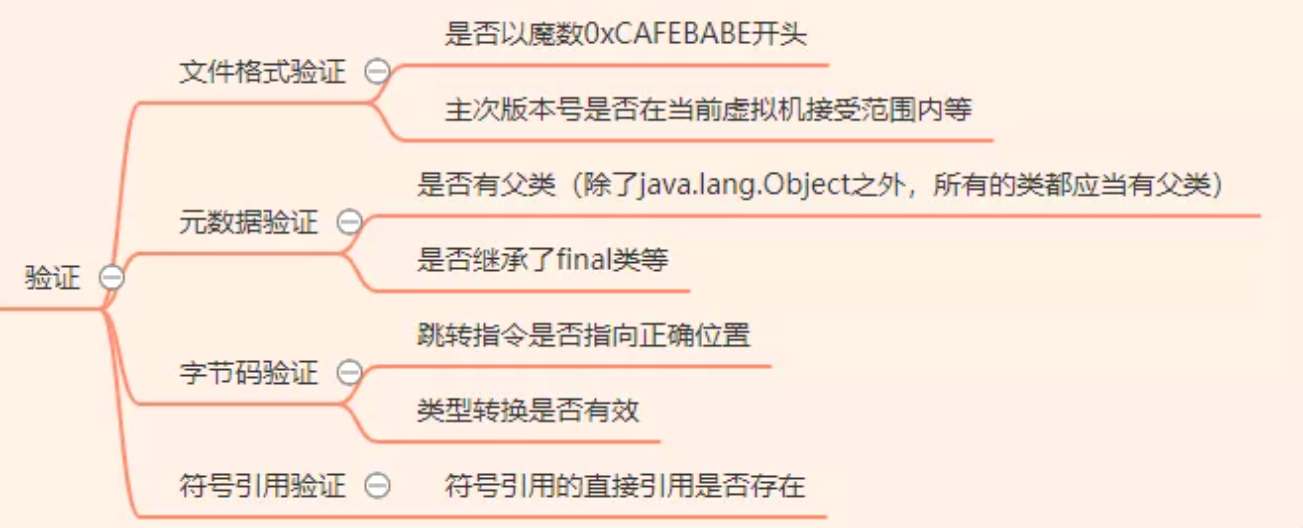 验证
文件格式验证
是否以魔数0xCAFEBABE开头
主次版本号是否在当前虚拟机接受范围内等
元数据验证
是否有父类（除了java.lang.Object之外，所有的类都应当有父类）
是否继承了final类等
字节码验证
跳转指令是否指向正确位置
类型转换是否有效
符号引用验证
符号引用的直接引用是否存在